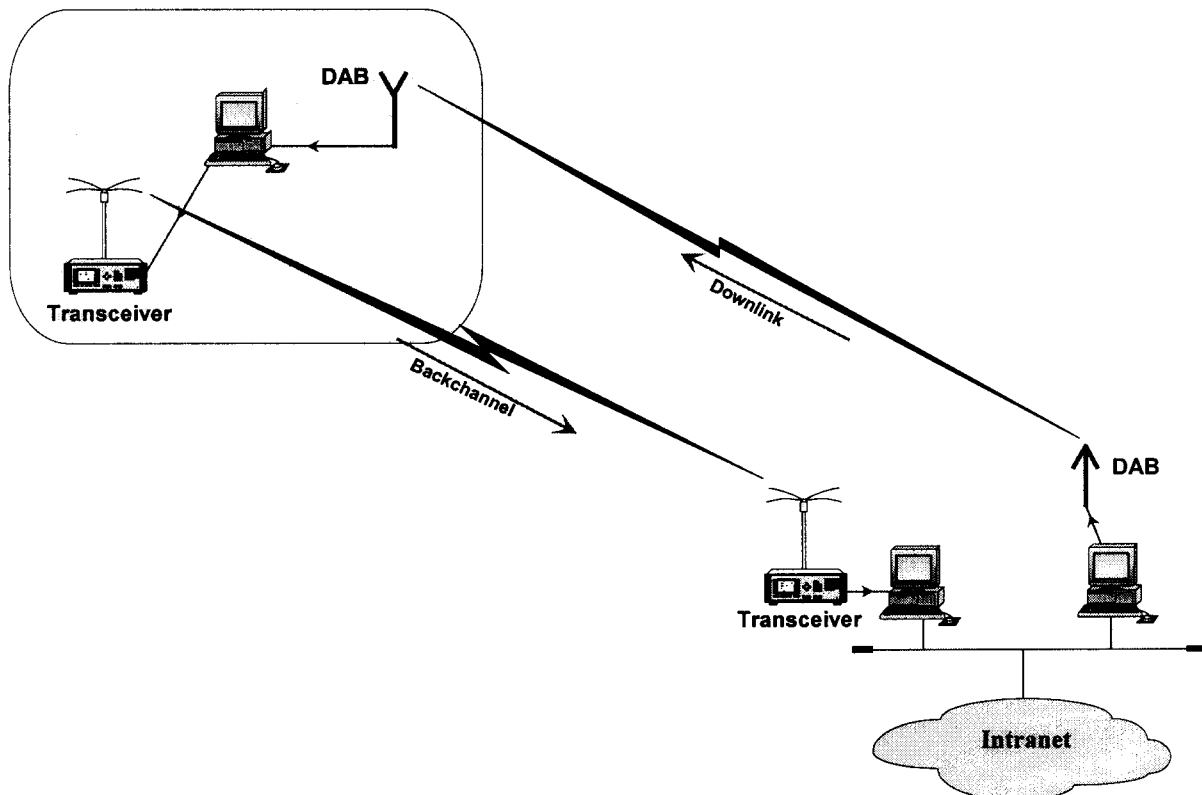 DAB
Transceiver
Downlink
Backchannel
DAB
Transceiver
Intranet